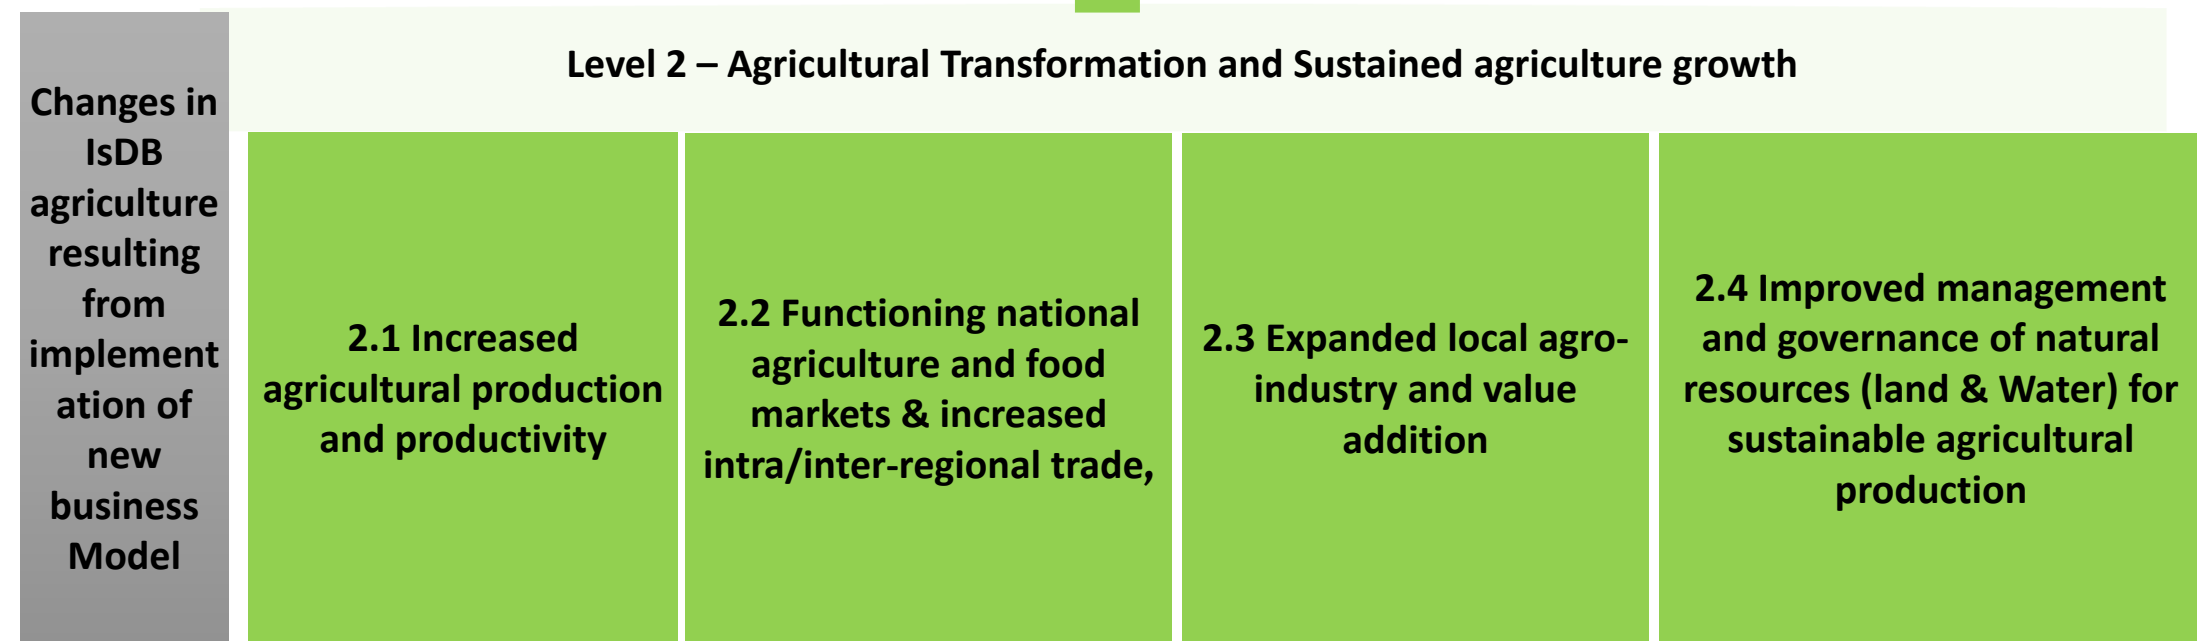 Changes in
IsDB
agriculture
resulting
from
implement
ation of
new
business
Model
Level 2 – Agricultural Transformation and Sustained agriculture growth
2.1 Increased
agricultural production
and productivity
2.2 Functioning national
agriculture and food
markets & increased
intra/inter-regional trade,
2.3 Expanded local agro-
industry and value
addition
2.4 Improved management
and governance of natural
resources (land & Water) for
sustainable agricultural
production